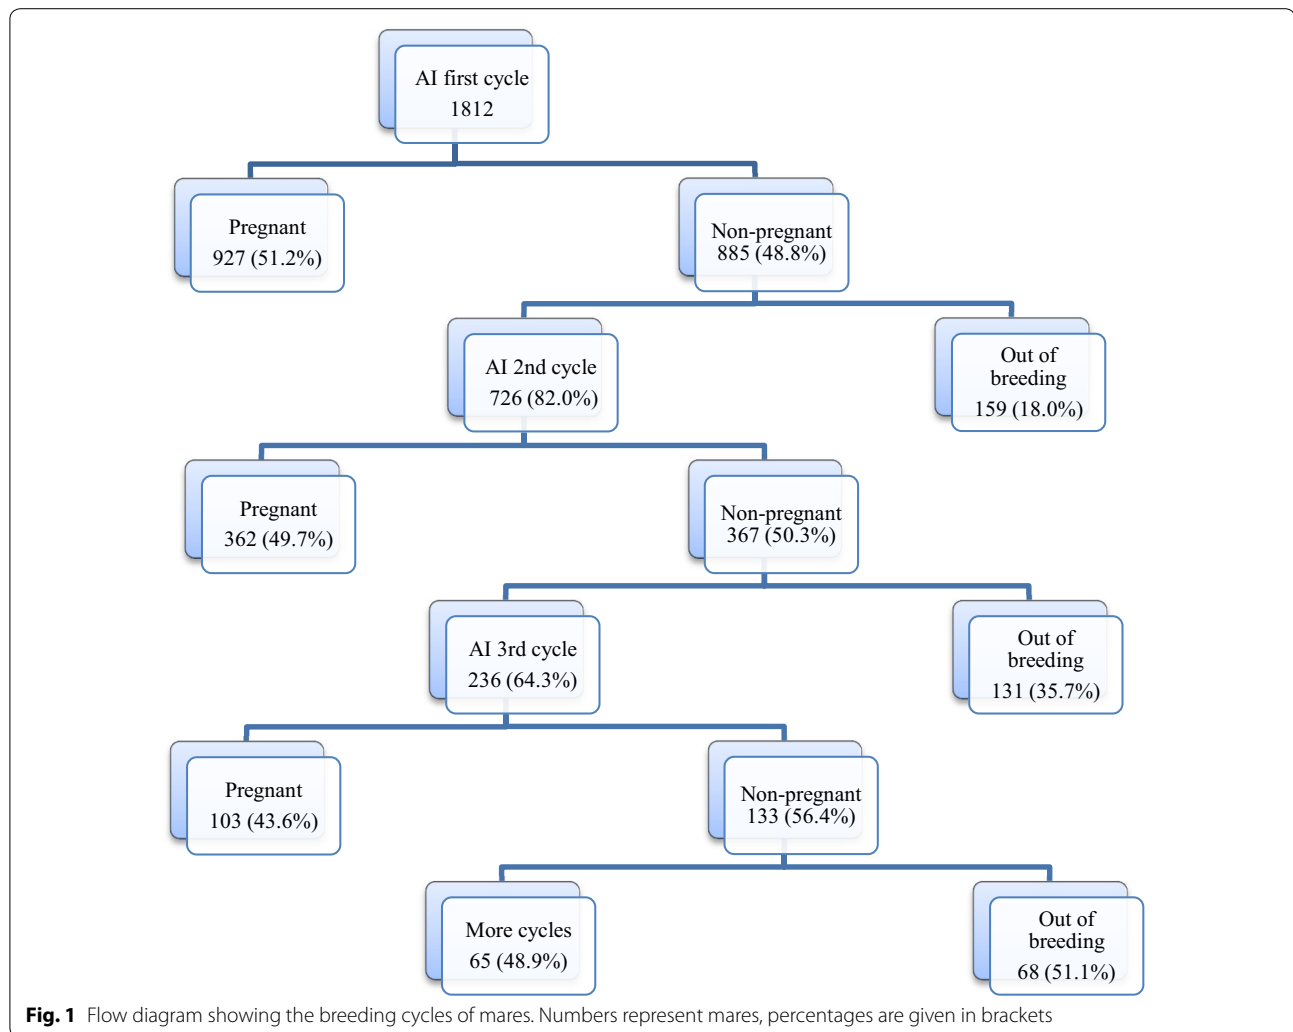 AI first cycle
1812
Pregnant
927 (51.2%)
Non-pregnant
885 (48.8%)
AI 2nd cycle
726 (82.0%)
Out of
breeding
159 (18.0%)
Pregnant
362 (49.7%)
Non-pregnant
367 (50.3%)
AI 3rd cycle
236 (64.3%)
Out of
breeding
131 (35.7%)
Pregnant
103 (43.6%)
Non-pregnant
133 (56.4%)
More cycles
65 (48.9%)
Out of
breeding
68 (51.1%)
Fig. 1 Flow diagram showing the breeding cycles of mares. Numbers represent mares, percentages are given in brackets